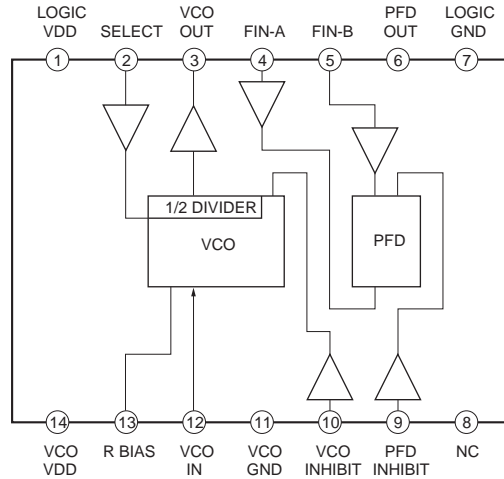 LOGIC
VDD
SELECT
VCO
OUT
FIN-A
FIN-B
PFD
OUT
LOGIC
GND
1
2
3
4
5
6
7
1/2 DIVIDER
VCO
PFD
14
13
12
11
10
9
8
VCO
VDD
R BIAS
VCO
IN
VCO
GND
VCO
INHIBIT
PFD
INHIBIT
NC